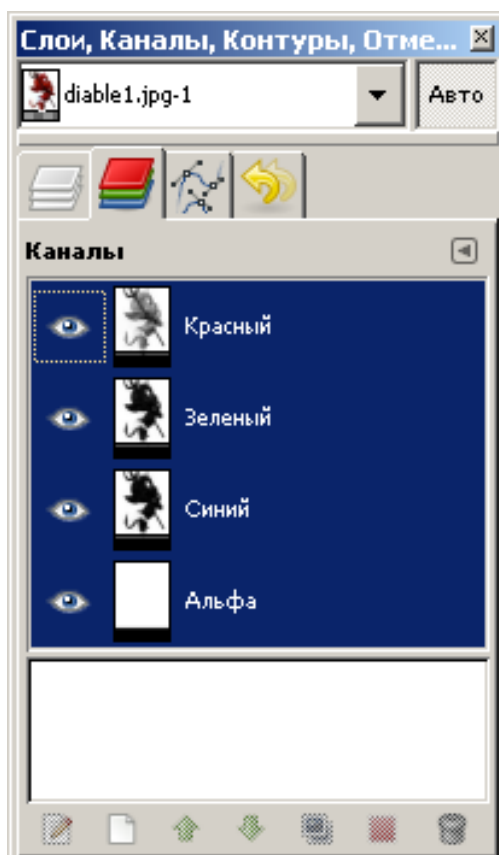 Слои, Каналы, Контуры, Отме...
diable1.jpg-1
Авто
Каналы
Красный
Зеленый
Синий
Альфа